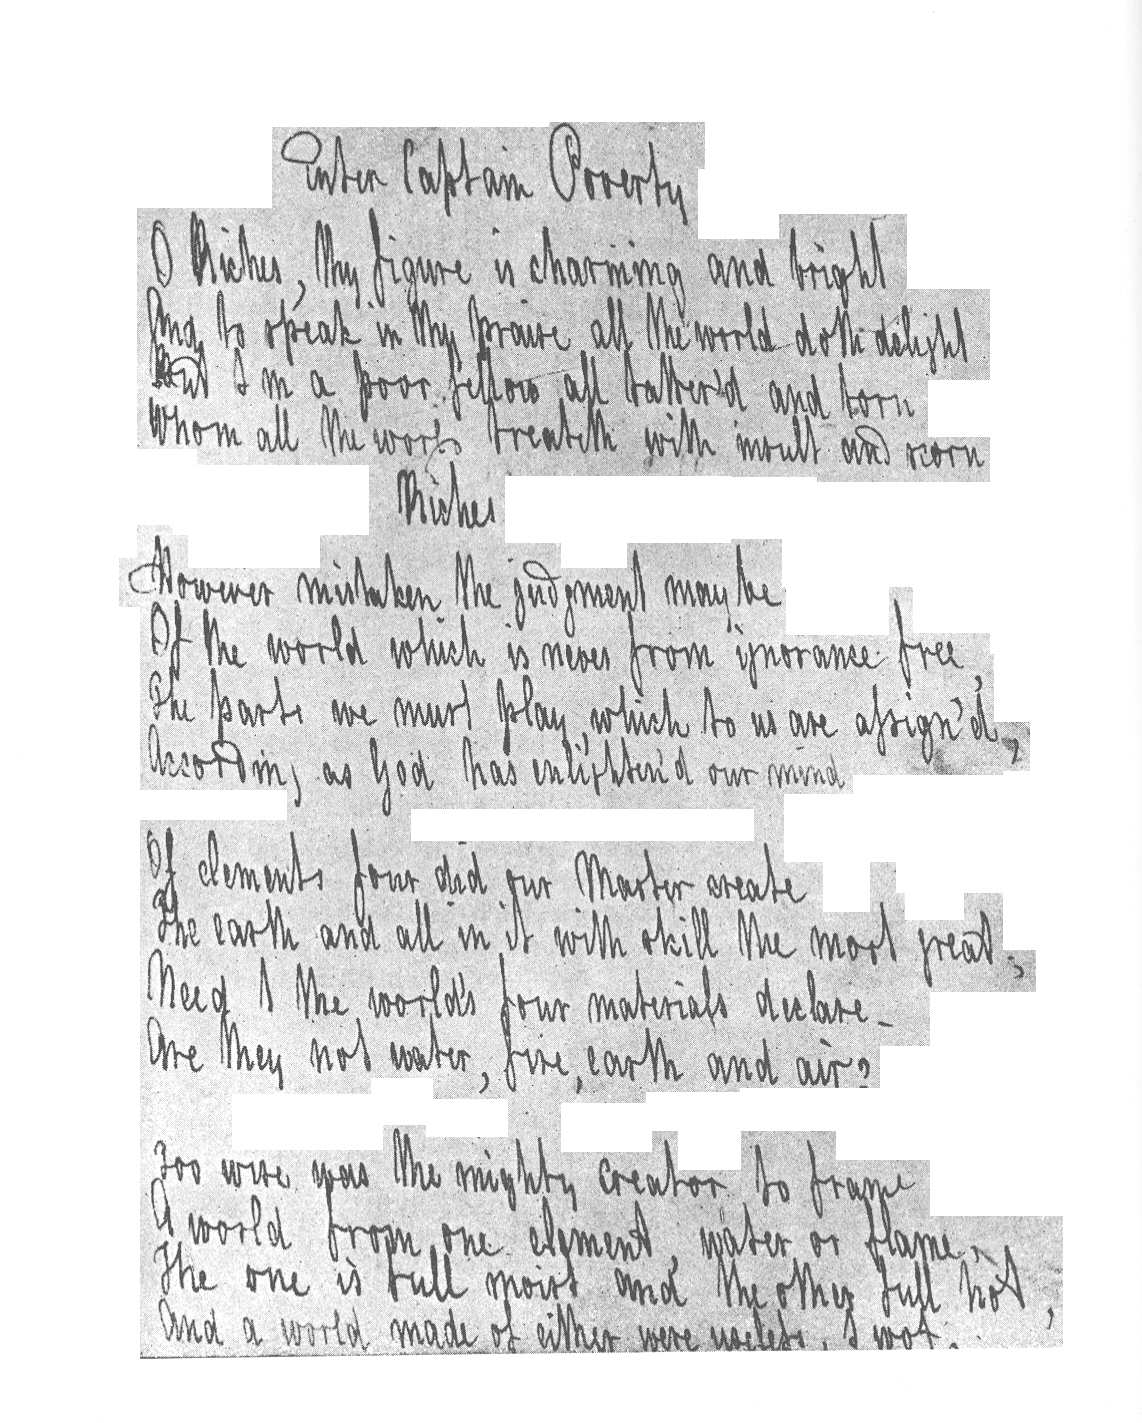 Enter Captain Poverty
O Riches, thy figure is charming and bright
And to speak in thy praise all the world doth delight
But I'm a poor fellow all tatter'd and torn
Whom all the world treateth with insult and scorn
Riches
However mistaken the judgment may be
Of the world which is never from ignorance free,
The parts we must play, which to us are assign'd,
According as God has enlighten'd our mind
Of elements four did our Master create
The earth and all in it with skill the most great;
Need I the world's four materials declare_
Are they not water, fire, earth and air?
Too wise was the mighty creator to frame
A world from one element, water or flame,
The one is full moist and the other full hot,
And a world made of either were useless, I wot.